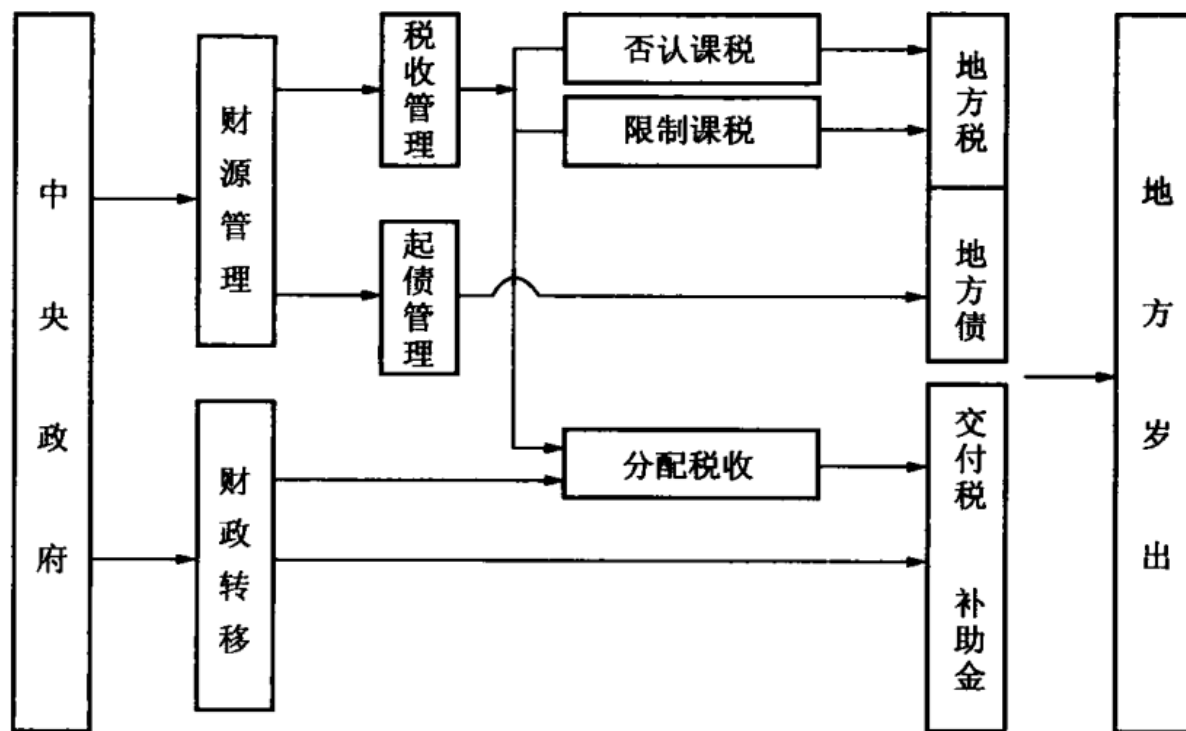 中央政府
财源管理
财政转移
税收管理
起债管理
否认课税
限制课税
分配税收
地方税
地方债
交付税
补助金
地方岁出